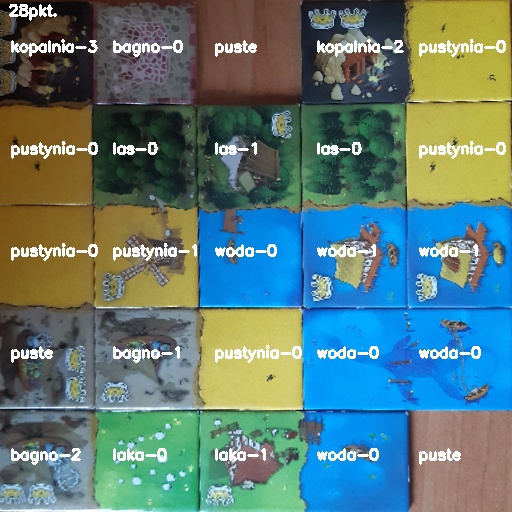 28pkt.
kopalnia-3 bagno-0 puste kopalnia-2 pustynia-0
pustynia-0 las-0 las-1 las-0 pustynia-0
pustynia-0 pustynia-1 woda-0 woda-1 woda-1
puste bagno-1 pustynia-0 woda-0 woda-0
bagno-2 laka-0 laka-1 woda-0 puste